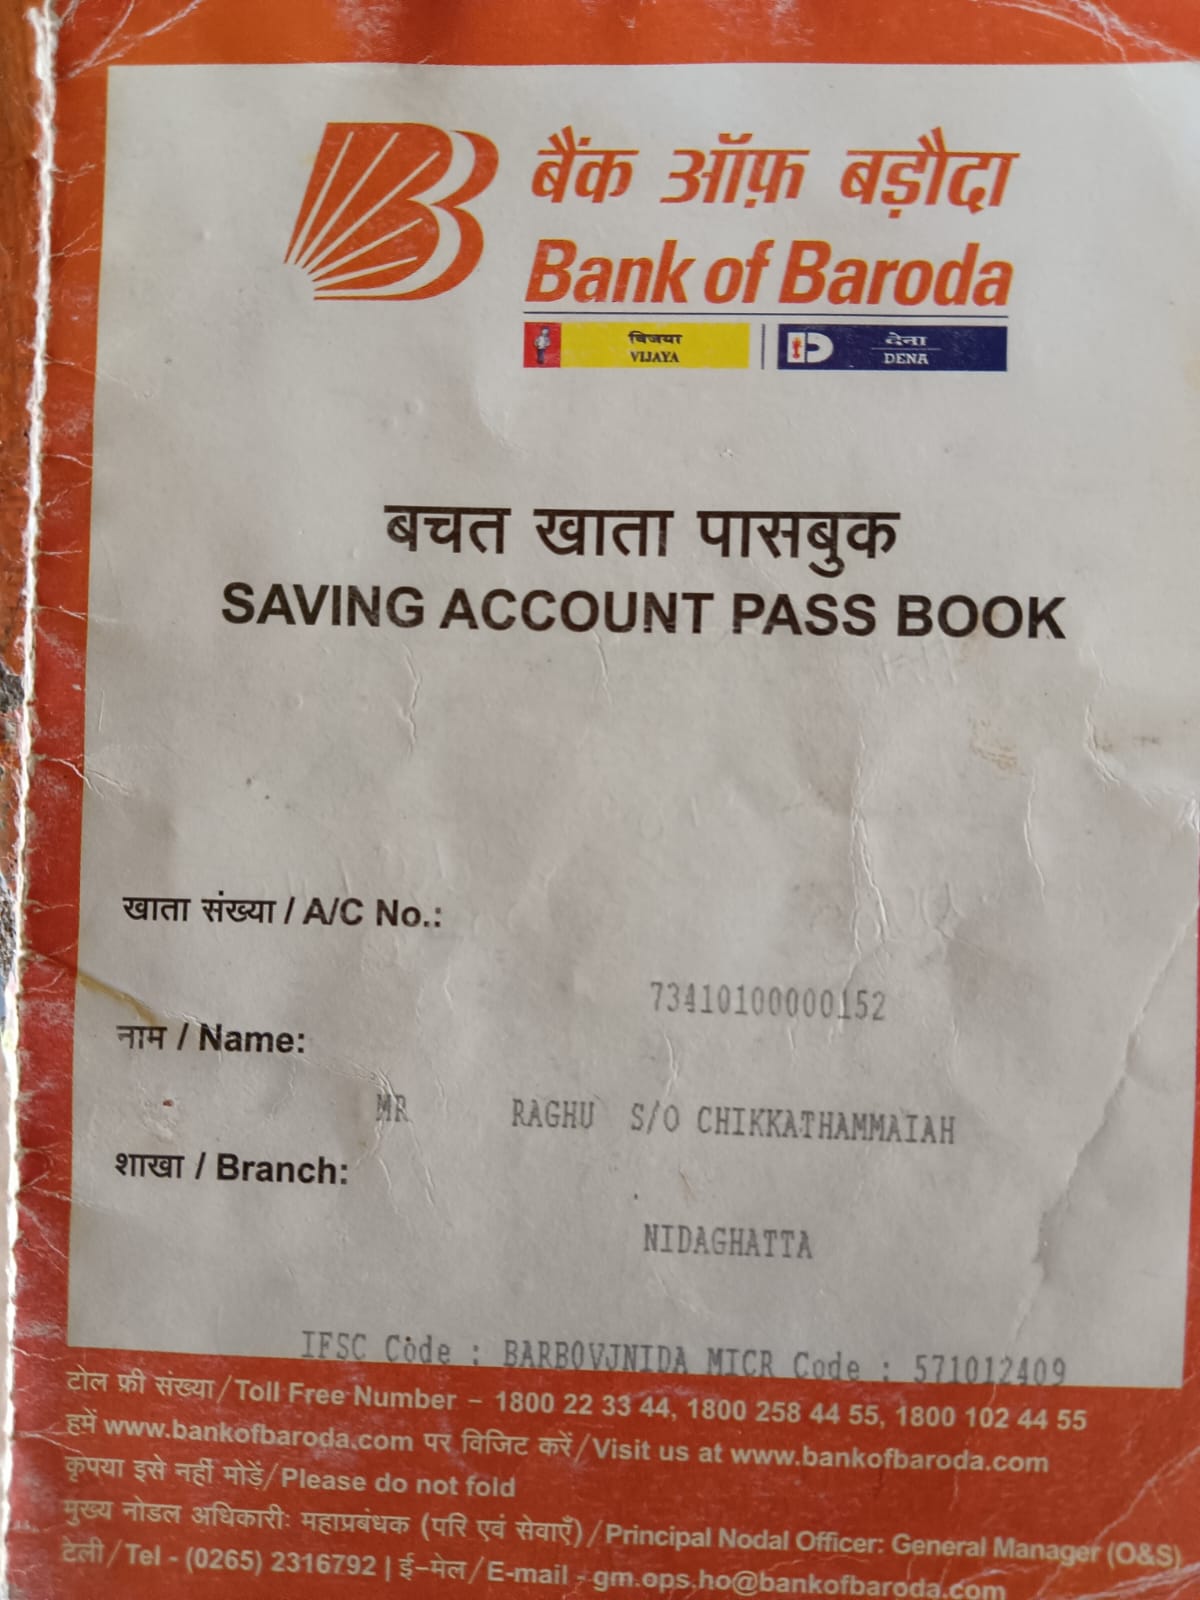 बैंक ऑफ़ बड़ौदा
Bank of Baroda
विजया
VIJAYA
देना
DENA
बचत खाता पासबुक
SAVING ACCOUNT PASS BOOK
खाता संख्या / A/C No.:
73410100000152
नाम / Name:
MR RAGHU S/O CHIKKATHAMMAIAH
शाखा / Branch:
NIDAGHATTA
IFSC Code : BARB0VJNIDA MICR Code : 571012409
टोल फ्री संख्या/Toll Free Number – 1800 22 33 44, 1800 258 44 55, 1800 102 44 55
हमें www.bankofbaroda.com पर विजिट करें/Visit us at www.bankofbaroda.com
कृपया इसे नहीं मोडें/Please do not fold
मुख्य नोडल अधिकारीः महाप्रबंधक (परि एवं सेवाएँ)/Principal Nodal Officer: General Manager (O&S)
टेली/Tel - (0265) 2316792 | ई-मेल/E-mail - gm.ops.ho@bankofbaroda.com